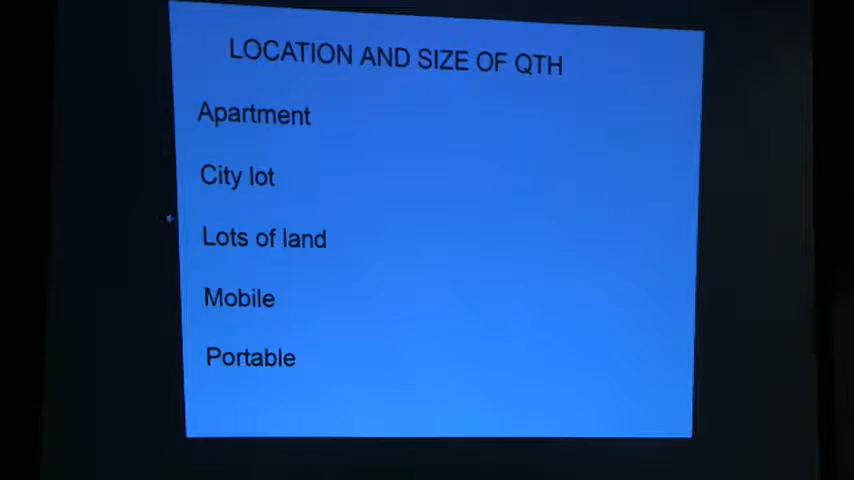 LOCATION AND SIZE OF QTH
Apartment
City lot
Lots of land
Mobile
Portable